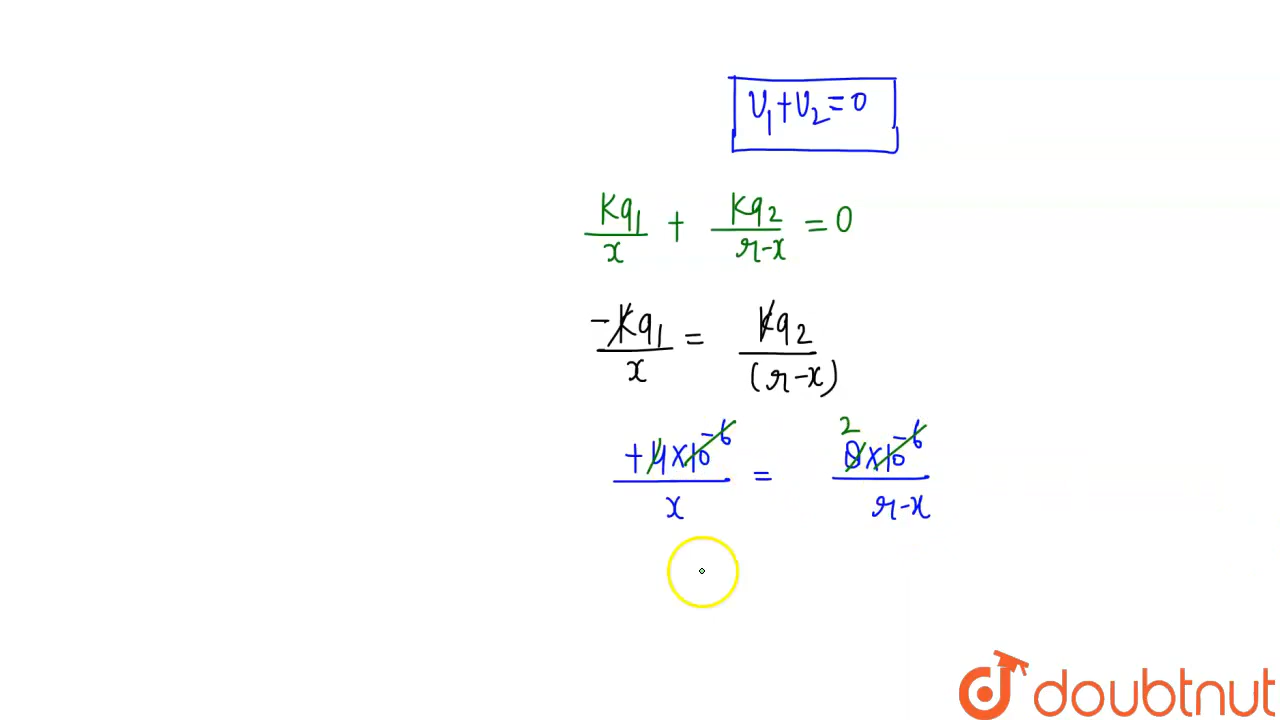 V₁+V₂=0
Kq₁/x + Kq₂/r-x = 0
-Kq₁/x = Kq₂/(r-x)
+4×10⁻⁶/x = 2 8×10⁻⁶/r-x
doubtnut